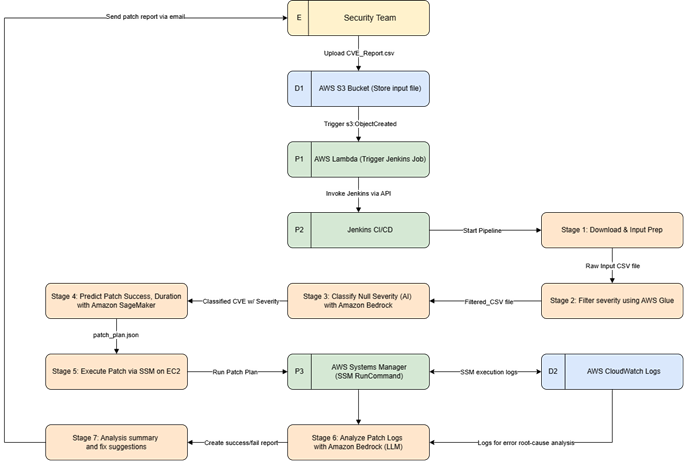 Send patch report via email
E
Security Team
Upload CVE_Report.csv
D1
AWS S3 Bucket (Store input file)
Trigger s3:ObjectCreated
P1
AWS Lambda (Trigger Jenkins Job)
Invoke Jenkins via API
P2
Jenkins CI/CD
Start Pipeline
Stage 1: Download & Input Prep
Raw Input CSV file
Stage 4: Predict Patch Success, Duration
with Amazon SageMaker
Classified CVE w/ Severity
Stage 3: Classify Null Severity (AI)
with Amazon Bedrock
Filtered_CSV file
Stage 2: Filter severity using AWS Glue
patch_plan.json
Stage 5: Execute Patch via SSM on EC2
Run Patch Plan
P3
AWS Systems Manager
(SSM RunCommand)
SSM execution logs
D2
AWS CloudWatch Logs
Stage 7: Analysis summary
and fix suggestions
Create success/fail report
Stage 6: Analyze Patch Logs
with Amazon Bedrock (LLM)
Logs for error root-cause analysis